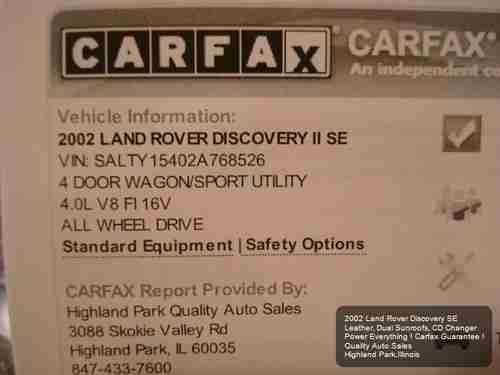 CARFAX
CARFAX
An independent co
Vehicle Information:
2002 LAND ROVER DISCOVERY II SE
VIN: SALTY15402A768526
4 DOOR WAGON/SPORT UTILITY
4.0L V8 FI 16V
ALL WHEEL DRIVE
Standard Equipment | Safety Options
CARFAX Report Provided By:
Highland Park Quality Auto Sales
3088 Skokie Valley Rd
Highland Park, IL 60035
847-433-7600
2002 Land Rover Discovery SE
Leather, Dual Sunroofs, CD Changer
Power Everything ! Carfax Guarantee !
Quality Auto Sales
Highland Park,Illinois